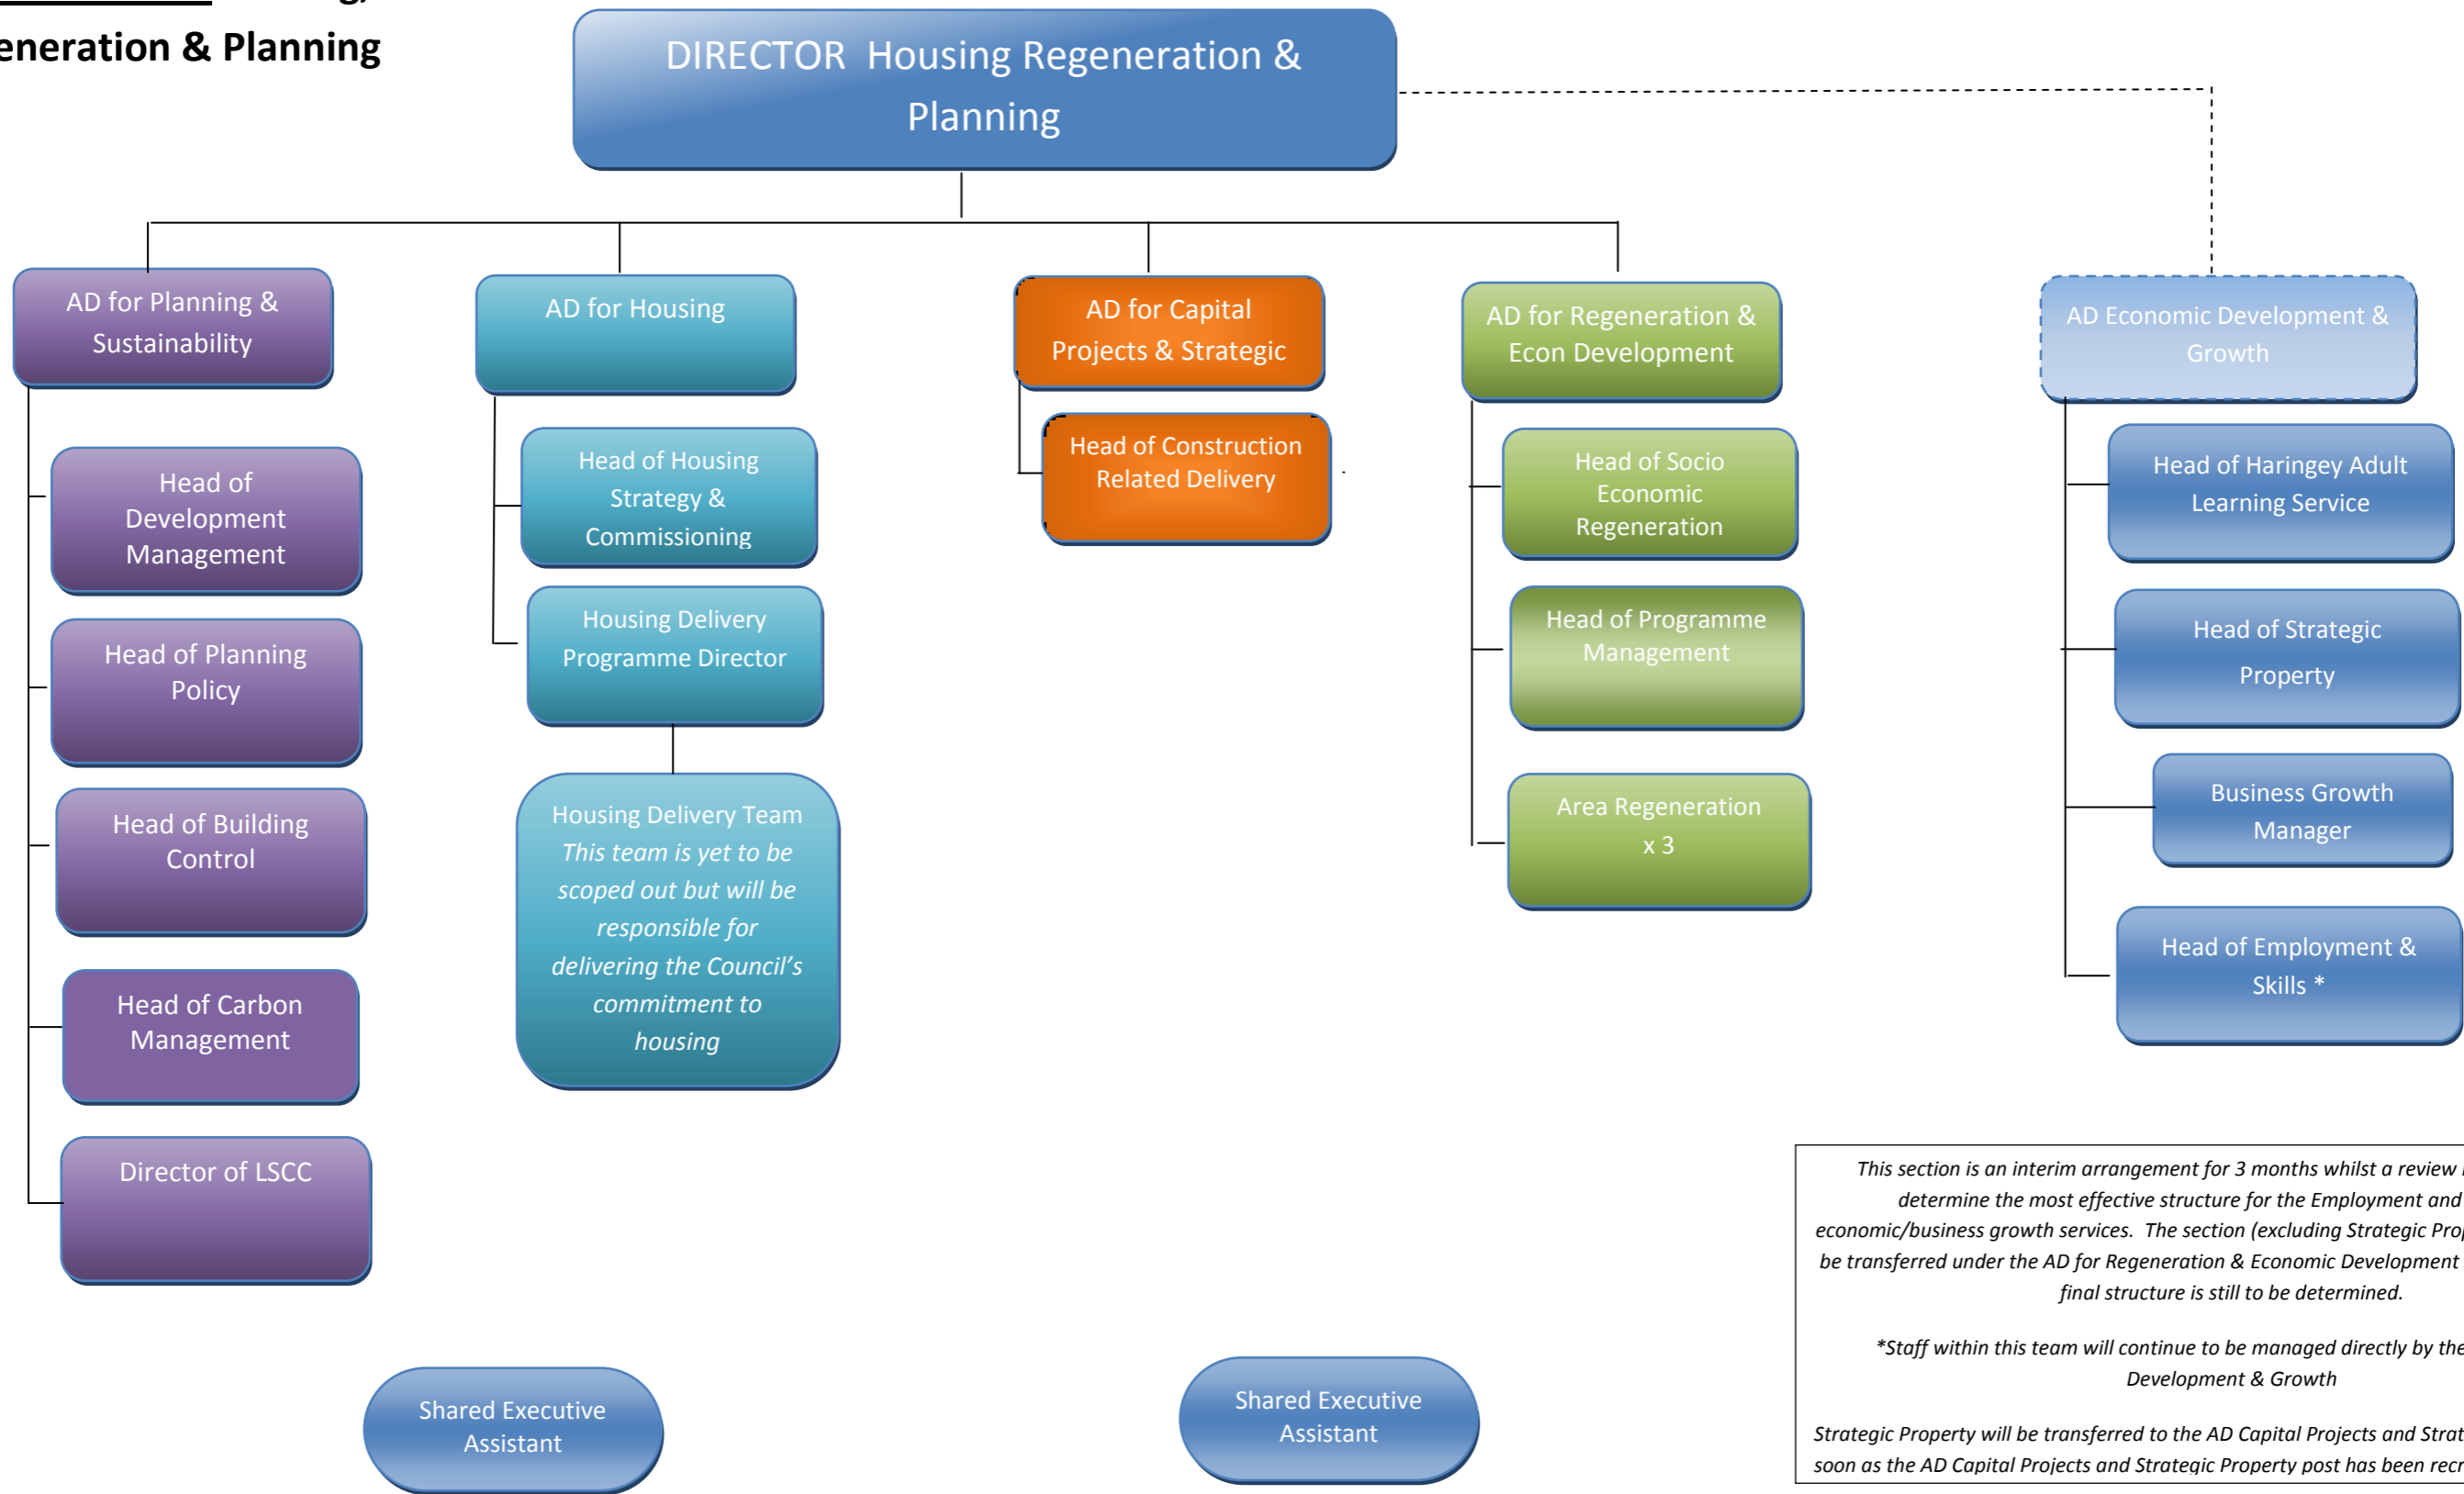 eneration & Planning
DIRECTOR Housing Regeneration &
Planning
AD for Planning &
Sustainability
Head of
Development
Management
Head of Planning
Policy
Head of Building
Control
Head of Carbon
Management
Director of LSCC
AD for Housing
Head of Housing
Strategy &
Commissioning
Housing Delivery
Programme Director
Housing Delivery Team
This team is yet to be
scoped out but will be
responsible for
delivering the Council’s
commitment to
housing
AD for Capital
Projects & Strategic
Head of Construction
Related Delivery
AD for Regeneration &
Econ Development
Head of Socio
Economic
Regeneration
Head of Programme
Management
Area Regeneration
x 3
AD Economic Development &
Growth
Head of Haringey Adult
Learning Service
Head of Strategic
Property
Business Growth
Manager
Head of Employment &
Skills *
This section is an interim arrangement for 3 months whilst a review
determine the most effective structure for the Employment and
economic/business growth services. The section (excluding Strategic Prop
be transferred under the AD for Regeneration & Economic Development
final structure is still to be determined.
*Staff within this team will continue to be managed directly by the
Development & Growth
Strategic Property will be transferred to the AD Capital Projects and Strat
soon as the AD Capital Projects and Strategic Property post has been recr
Shared Executive
Assistant
Shared Executive
Assistant